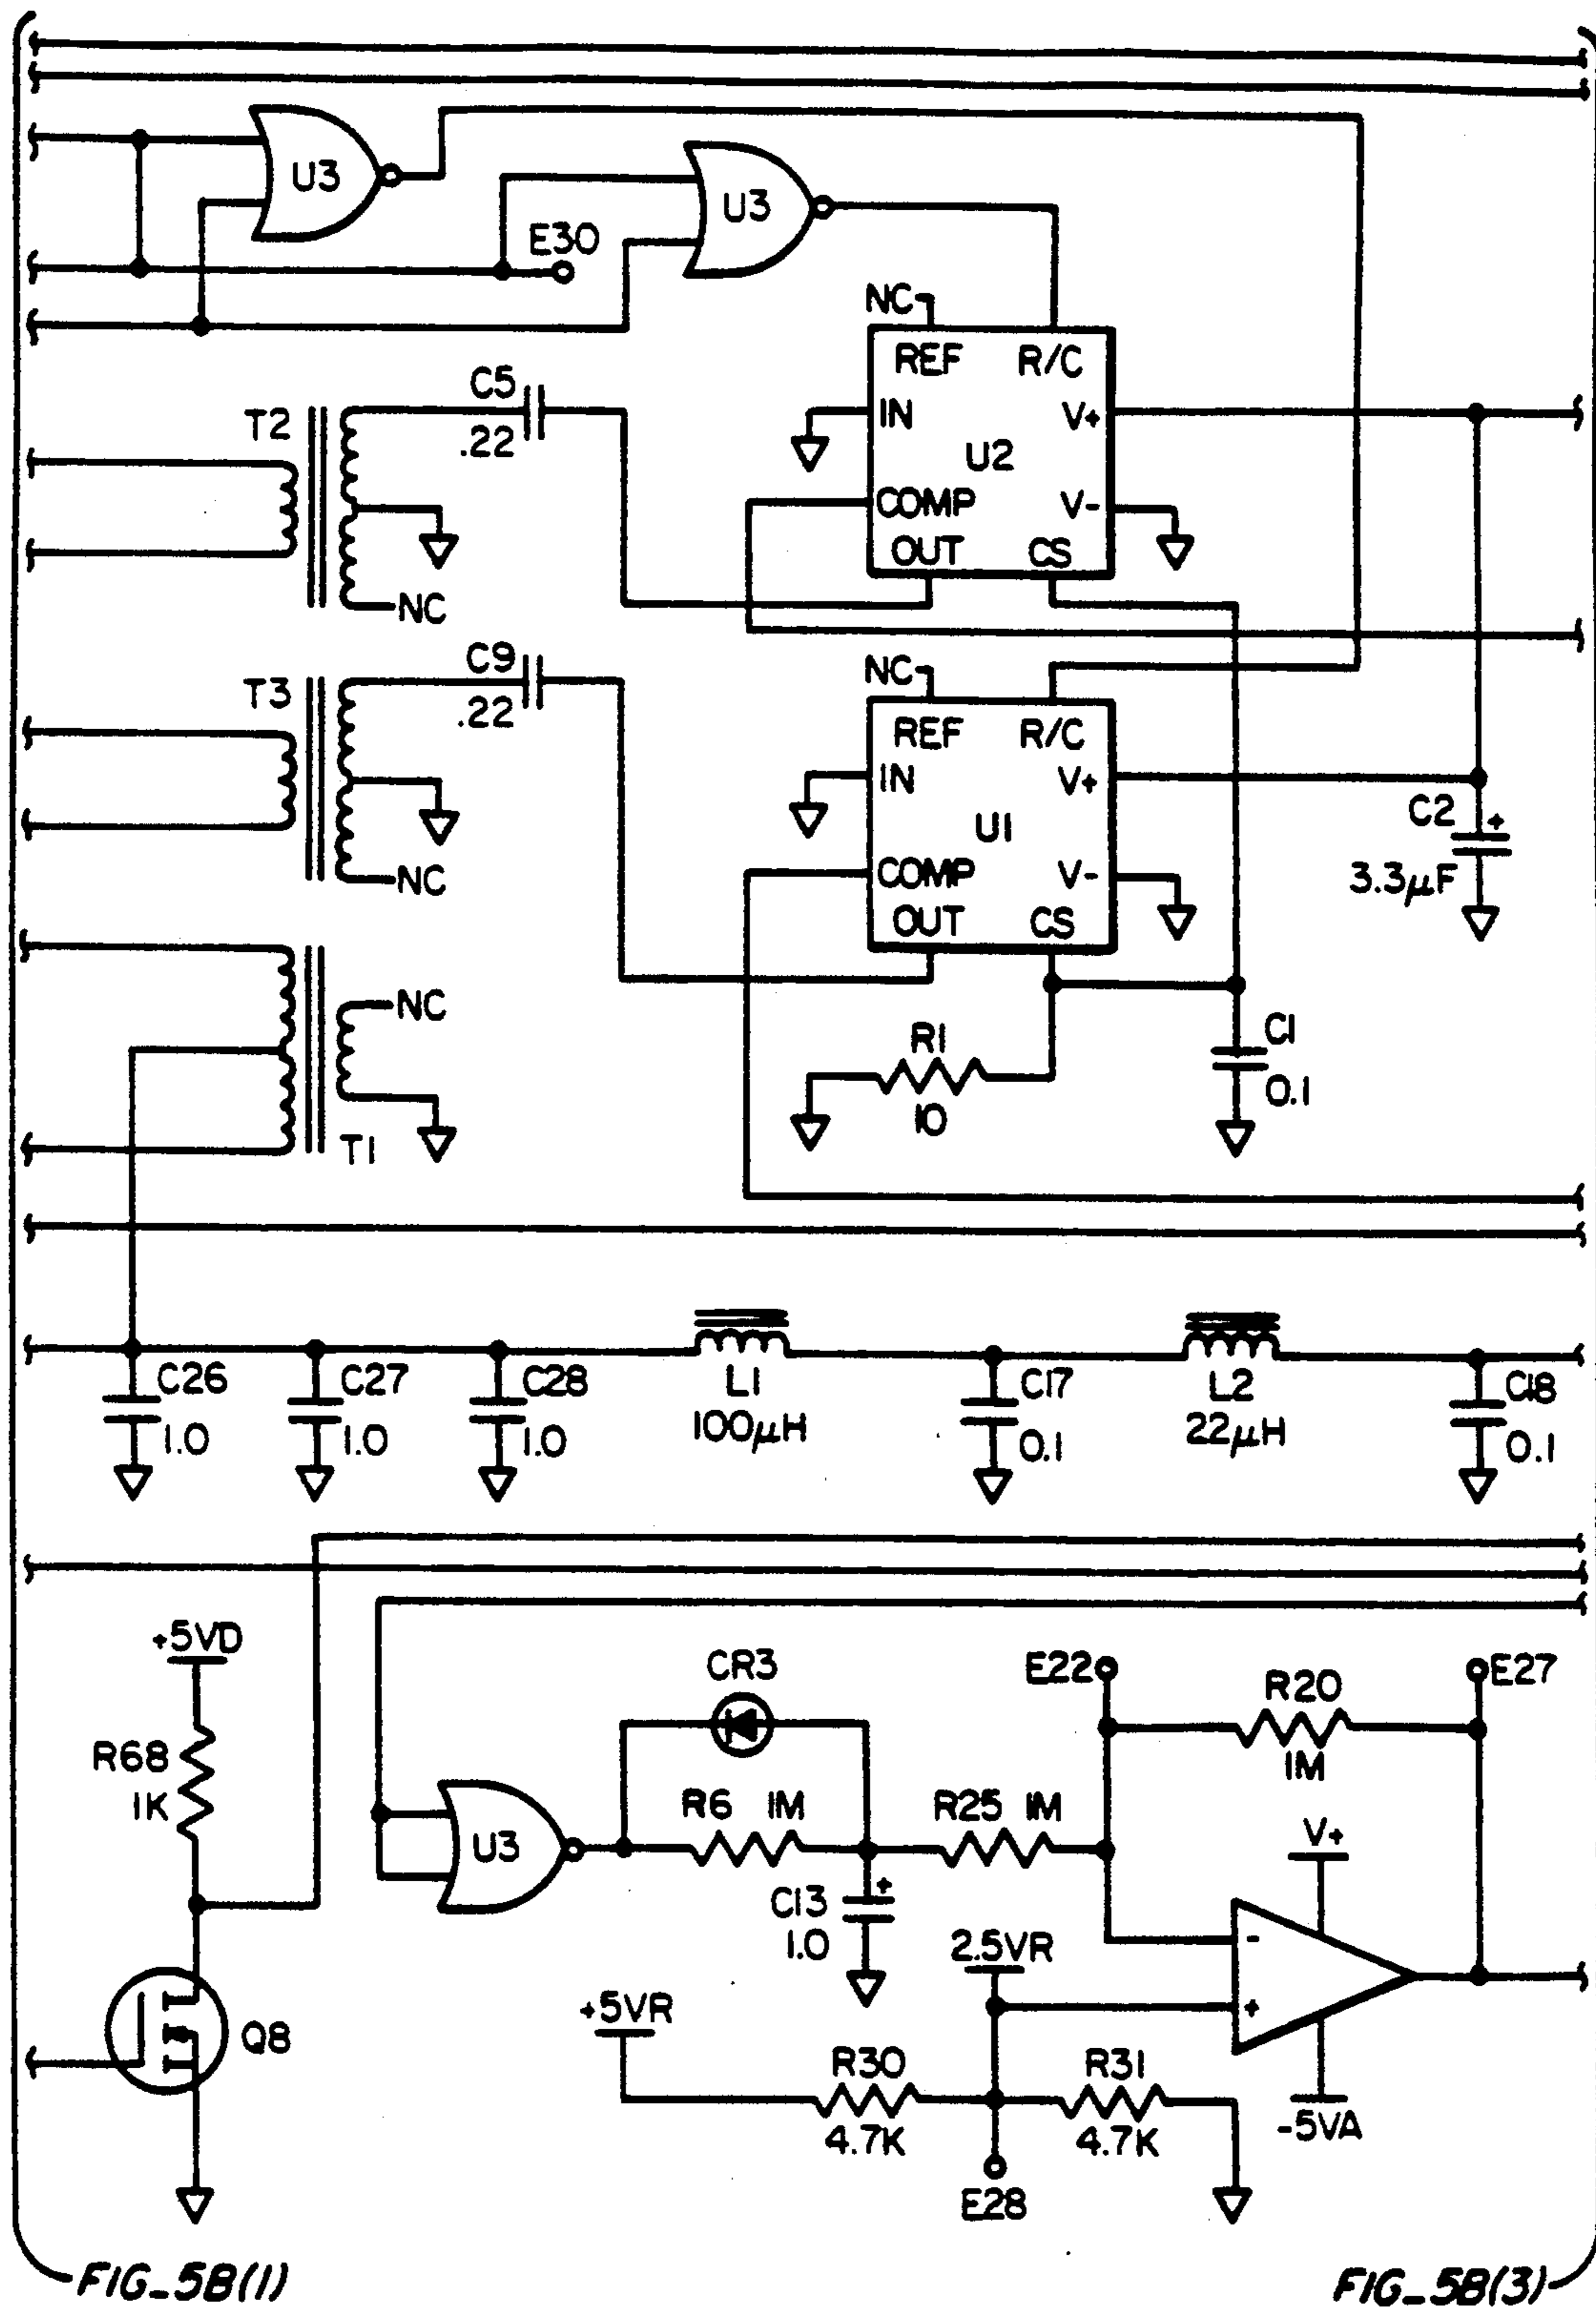 U3
U3
E30
NC
REF R/C
C5
T2
IN V+
.22
U2
COMP V-
OUT CS
NC
C9
NC
T3
.22
REF R/C
IN V+
C2 +
U1
3.3μF
COMP V-
NC
OUT CS
NC
R1
C1
10
0.1
T1
C26
1.0
C27
1.0
C28
1.0
L1
100μH
C17
0.1
L2
22μH
C18
0.1
+5VD
CR3
E22
E27
R20
1M
R68
1K
R6 1M
R25 1M
V+
U3
C13 +
1.0
2.5VR
-
+
+5VR
Q8
R30
4.7K
R31
4.7K
-5VA
E28
FIG_5B(1)
FIG_5B(3)